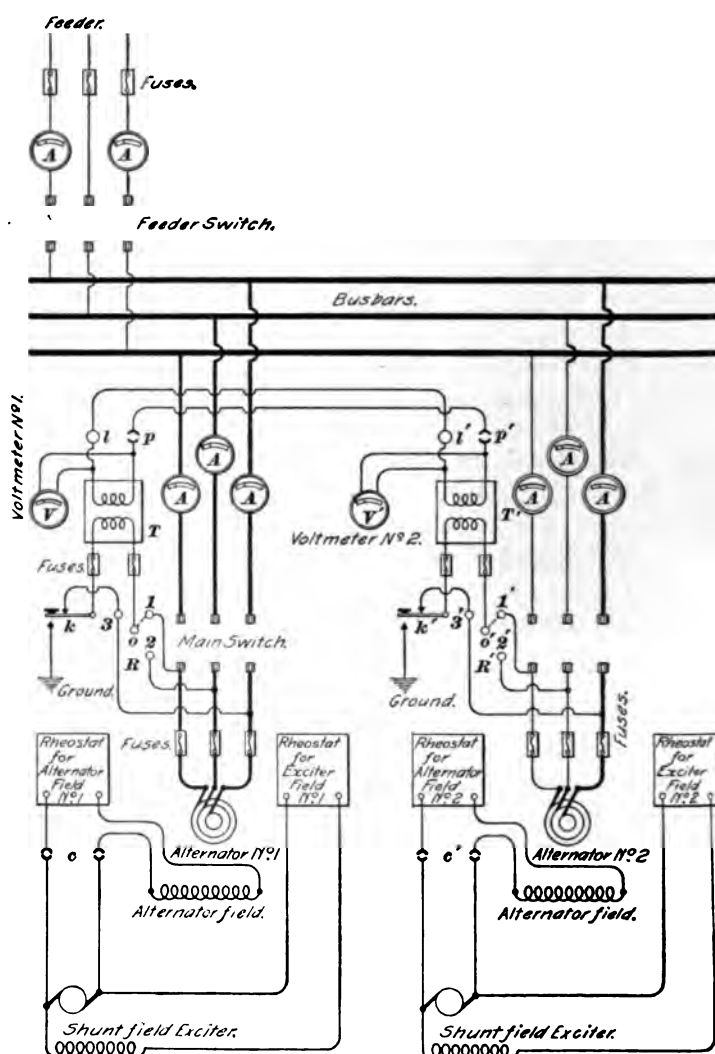 Feeder.
Fuses.
A A
Feeder Switch.
Busbars.
Voltmeter Nº1.
l p l' p'
A A
V A A V' A A
T T'
Voltmeter Nº2.
Fuses.
k 3 1 k' 3' 1'
o 2 o' 2'
Main Switch.
R R'
Ground. Ground.
Fuses.
Fuses.
Rheostat
for
Alternator
Field
Nº1
Rheostat
for
Exciter
Field
Nº1
Rheostat
for
Alternator
Field
Nº2
Rheostat
for
Exciter
Field
Nº2
c Alternator Nº1 c' Alternator Nº2
Alternator field. Alternator field.
Shunt field Exciter. Shunt field Exciter.